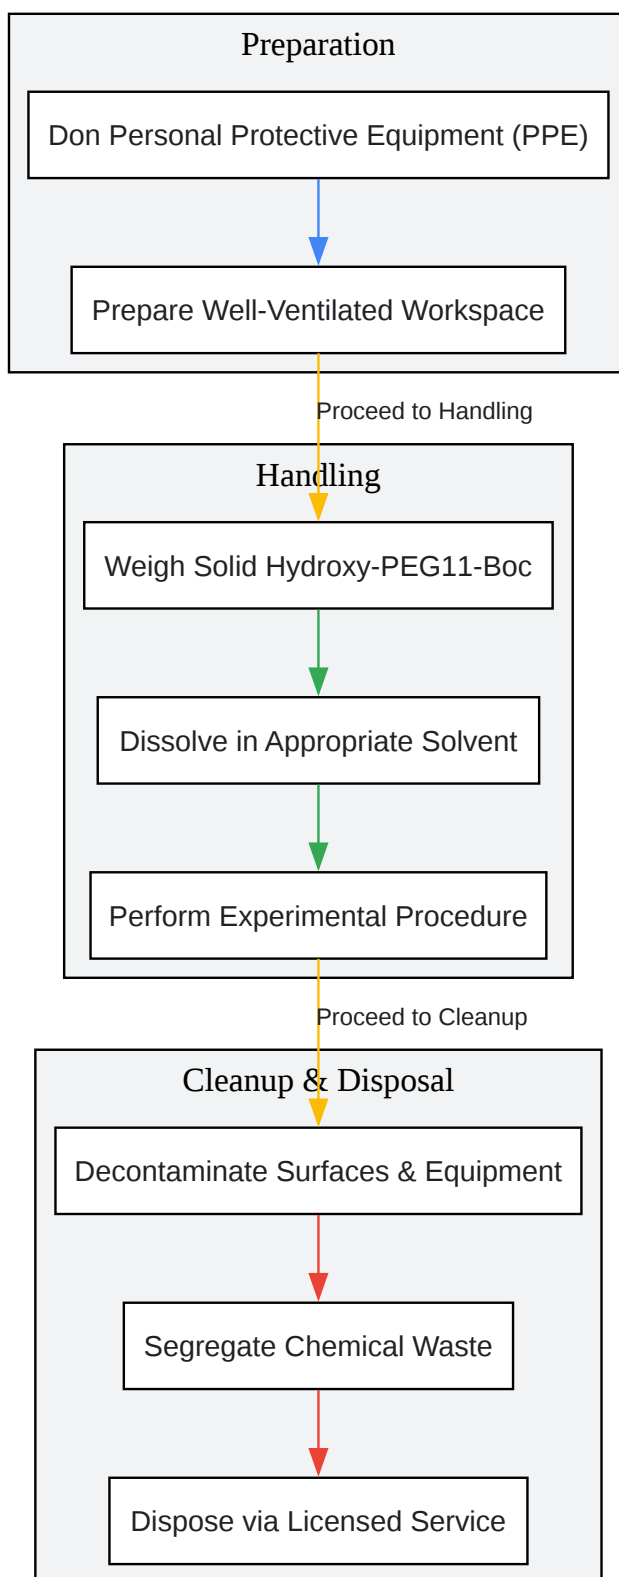 Preparation
Don Personal Protective Equipment (PPE)
Prepare Well-Ventilated Workspace
Proceed to Handling
Handling
Weigh Solid Hydroxy-PEG11-Boc
Dissolve in Appropriate Solvent
Perform Experimental Procedure
Proceed to Cleanup
Cleanup & Disposal
Decontaminate Surfaces & Equipment
Segregate Chemical Waste
Dispose via Licensed Service